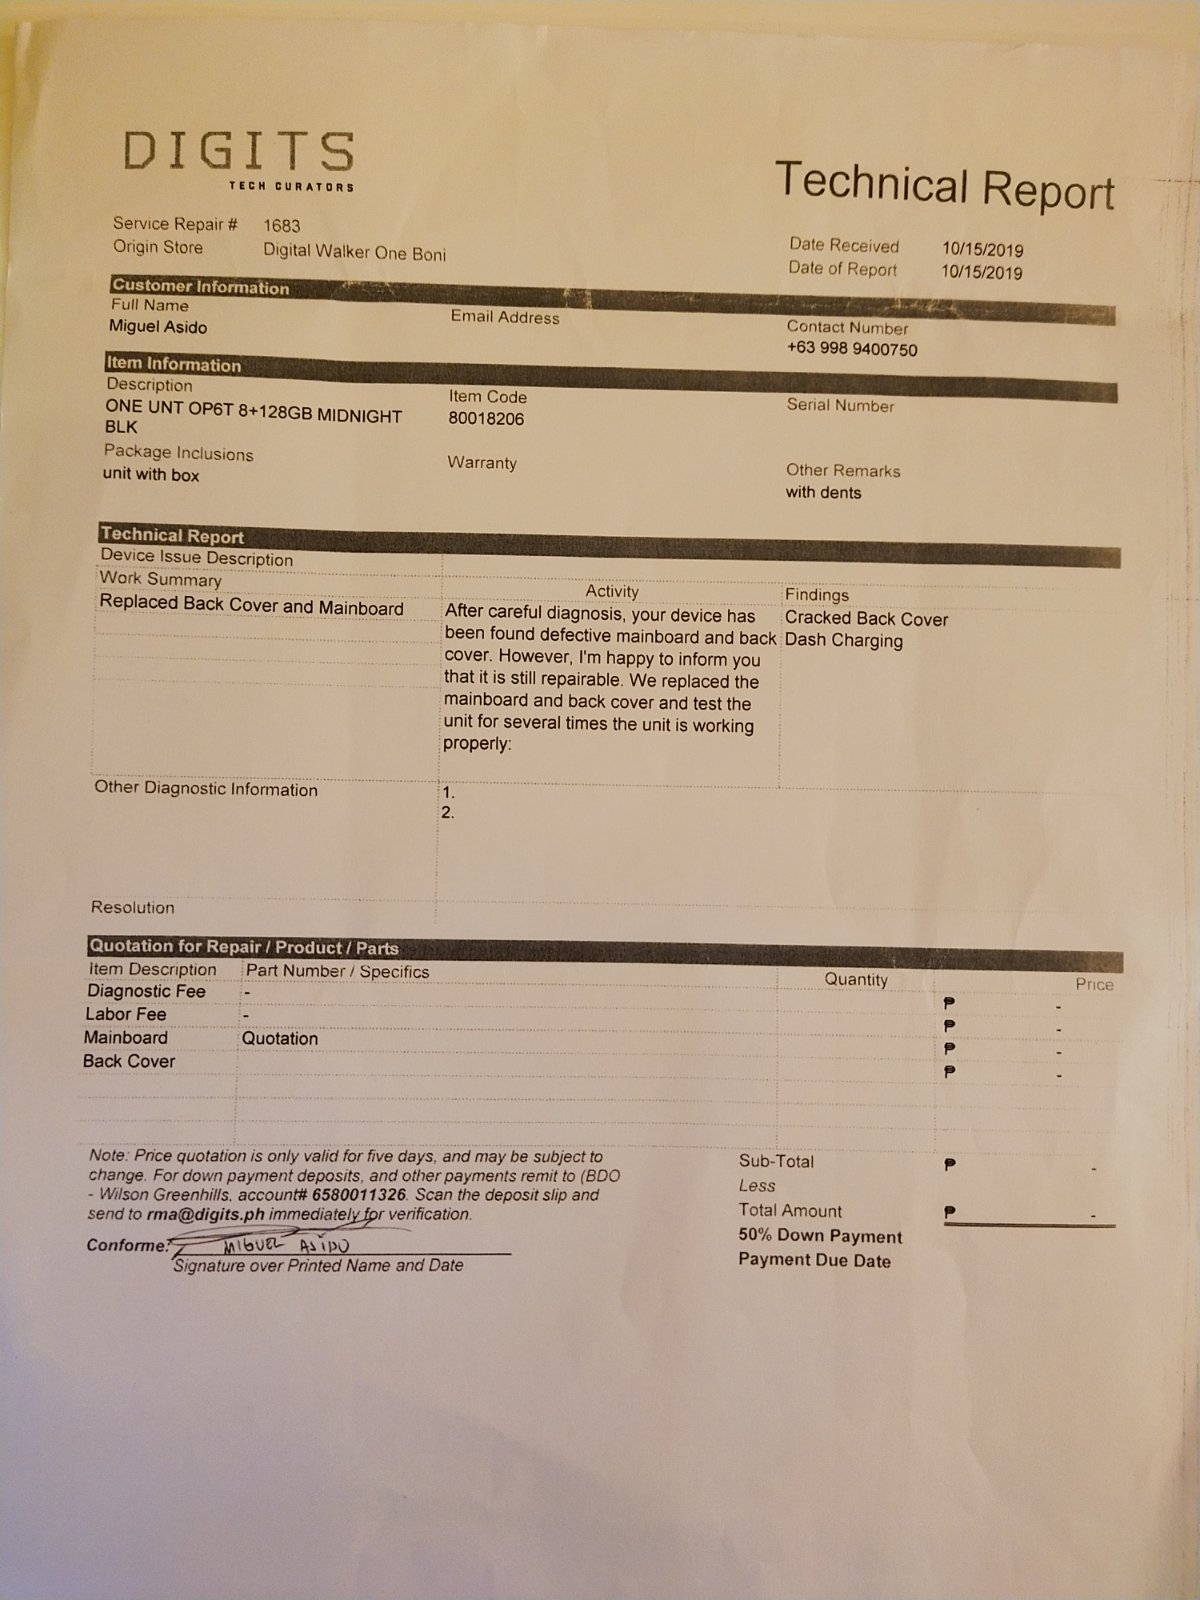 DIGITS
TECH CURATORS
Technical Report
Service Repair # 1683
Origin Store Digital Walker One Boni
Date Received 10/15/2019
Date of Report 10/15/2019
Customer Information
Full Name Email Address Contact Number
Miguel Asido +63 998 9400750
Item Information
Description Item Code Serial Number
ONE UNT OP6T 8+128GB MIDNIGHT 80018206
BLK
Package Inclusions Warranty Other Remarks
unit with box with dents
Technical Report
Device Issue Description
Work Summary Activity Findings
Replaced Back Cover and Mainboard
After careful diagnosis, your device has
been found defective mainboard and back
cover. However, I'm happy to inform you
that it is still repairable. We replaced the
mainboard and back cover and test the
unit for several times the unit is working
properly:
Cracked Back Cover
Dash Charging
Other Diagnostic Information 1.
2.
Resolution
Quotation for Repair / Product / Parts
Item Description Part Number / Specifics Quantity Price
Diagnostic Fee - ₱ -
Labor Fee - ₱ -
Mainboard Quotation ₱ -
Back Cover ₱ -
Note: Price quotation is only valid for five days, and may be subject to
change. For down payment deposits, and other payments remit to (BDO
- Wilson Greenhills, account# 6580011326. Scan the deposit slip and
send to rma@digits.ph immediately for verification.
Conforme: MIGUEL ASIDO
Signature over Printed Name and Date
Sub-Total ₱ -
Less
Total Amount ₱ -
50% Down Payment
Payment Due Date